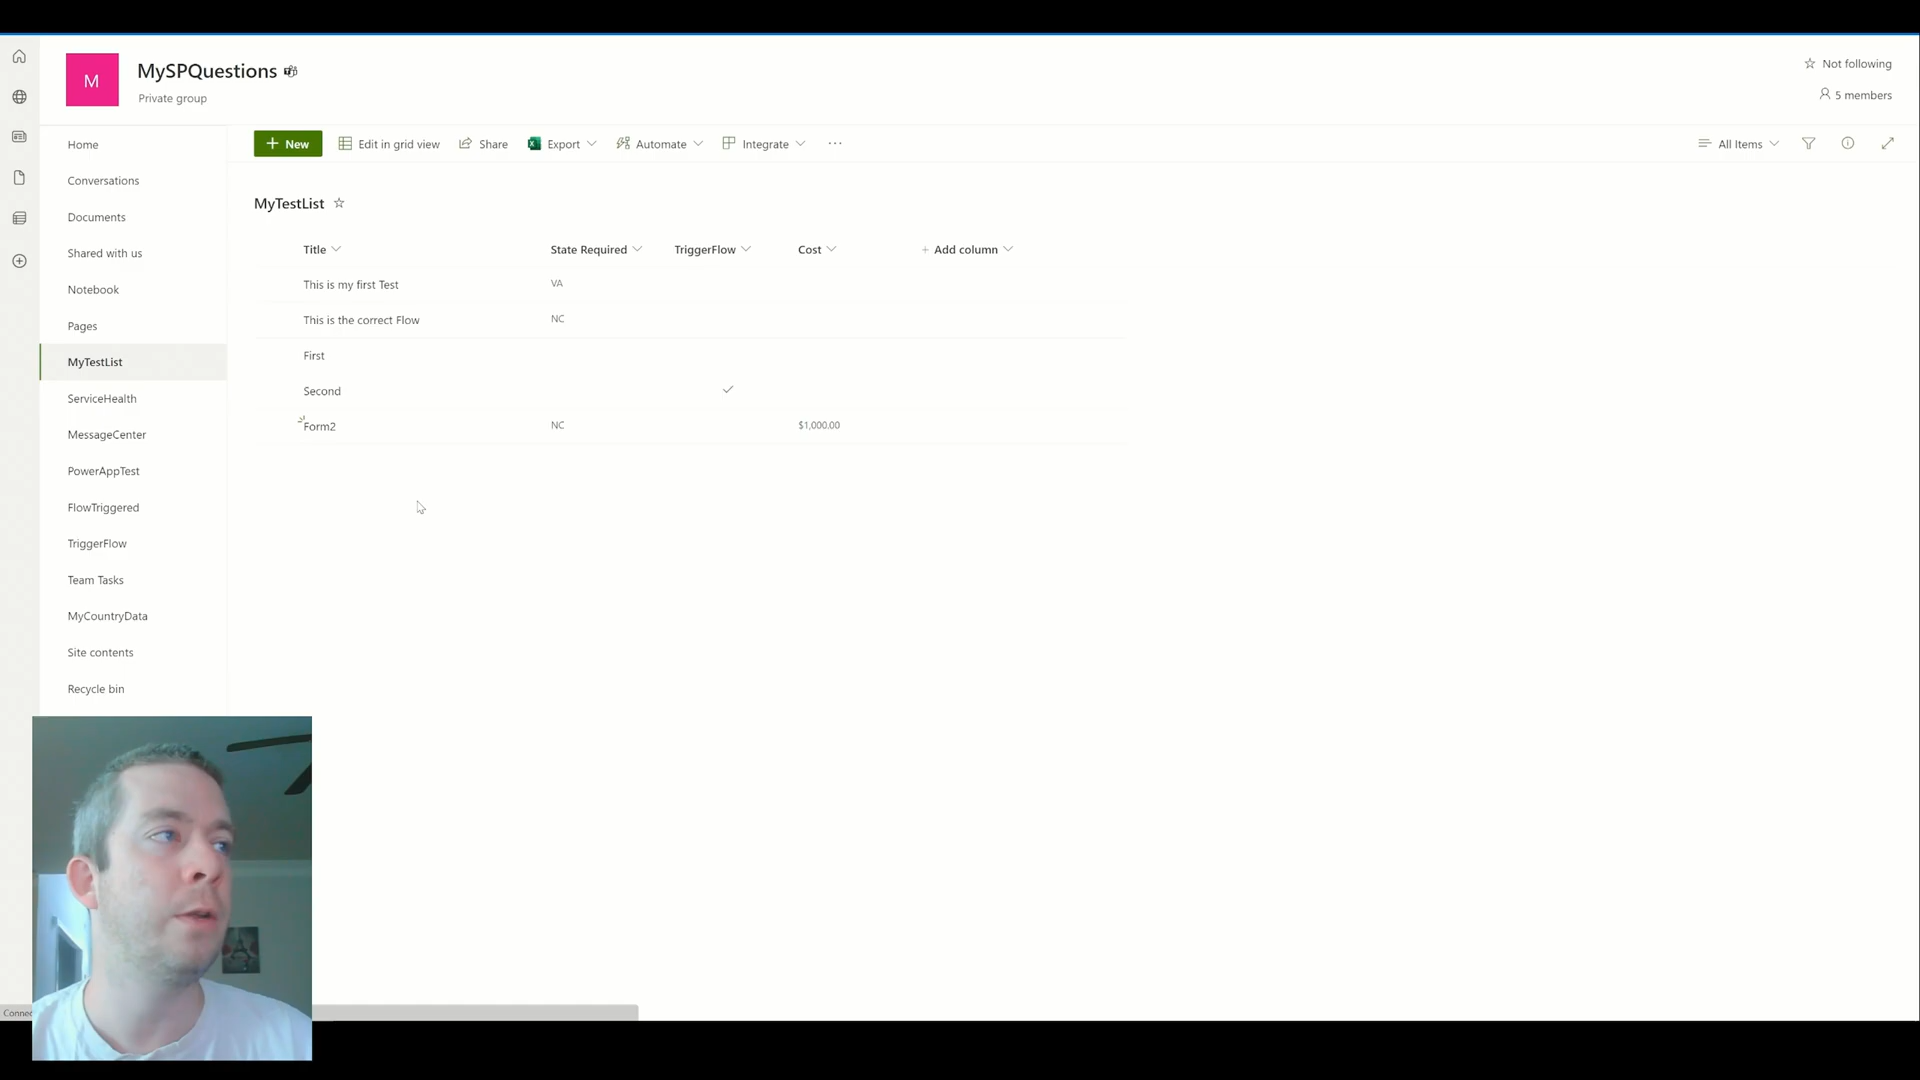 M
MySPQuestions
Private group
Not following
5 members
Home
Conversations
Documents
Shared with us
Notebook
Pages
MyTestList
ServiceHealth
MessageCenter
PowerAppTest
FlowTriggered
TriggerFlow
Team Tasks
MyCountryData
Site contents
Recycle bin
+ New
Edit in grid view
Share
Export
Automate
Integrate
...
All Items
MyTestList
Title State Required TriggerFlow Cost + Add column
This is my first Test VA
This is the correct Flow NC
First
Second
Form2 NC $1,000.00